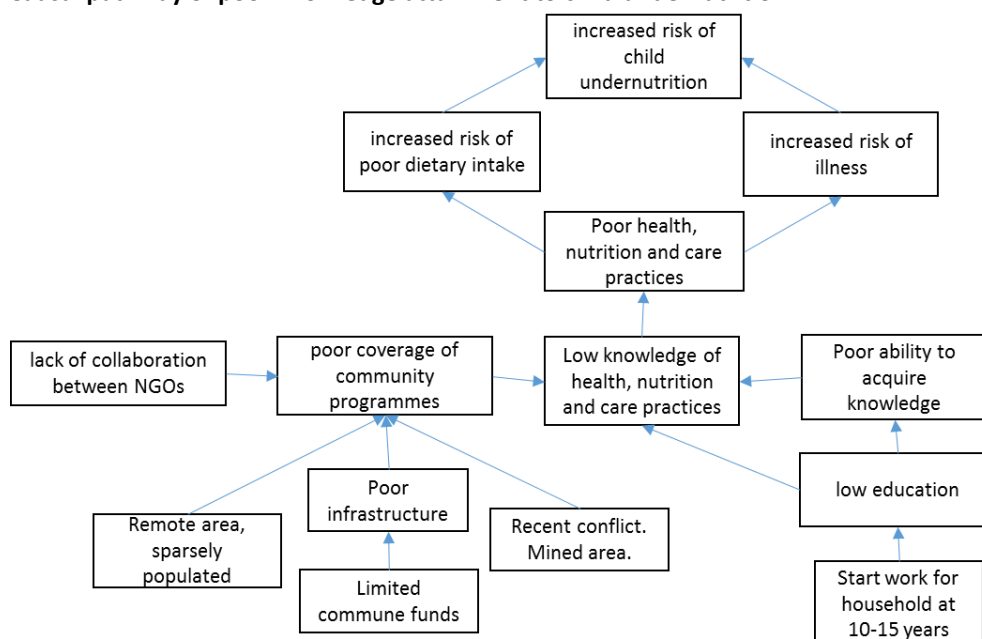 increased risk of
child
undernutrition
increased risk of
poor dietary intake
increased risk of
illness
Poor health,
nutrition and care
practices
lack of collaboration
between NGOs
poor coverage of
community
programmes
Low knowledge of
health, nutrition
and care practices
Poor ability to
acquire
knowledge
low education
Poor
infrastructure
Remote area,
sparsely
populated
Recent conflict.
Mined area.
Limited
commune funds
Start work for
household at
10-15 years